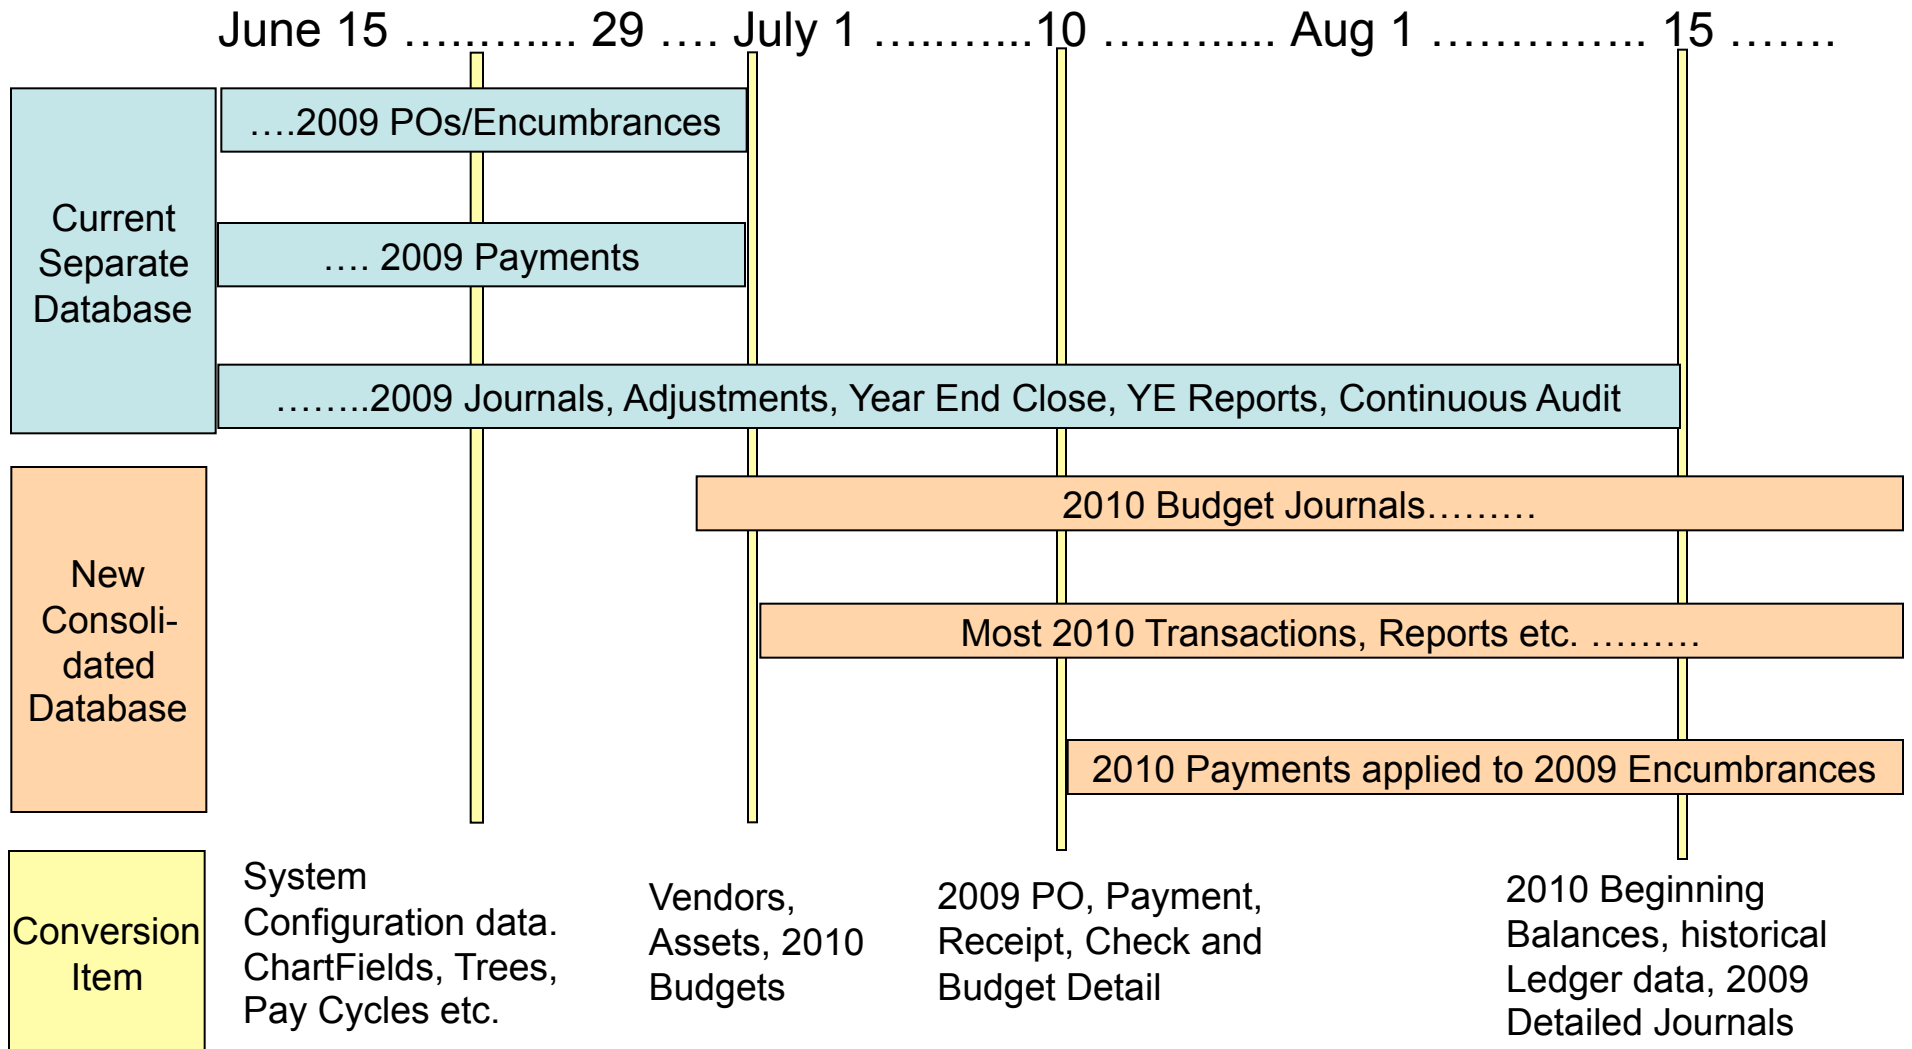 June 15 ….…….... 29 …. July 1 …..…...10 ….……..... Aug 1 ………….. 15 …….
….2009 POs/Encumbrances
Current
Separate
Database
…. 2009 Payments
……..2009 Journals, Adjustments, Year End Close, YE Reports, Continuous Audit
2010 Budget Journals………
New
Consoli-
dated
Database
Most 2010 Transactions, Reports etc. ………
2010 Payments applied to 2009 Encumbrances
Conversion
Item
System
Configuration data.
ChartFields, Trees,
Pay Cycles etc.
Vendors,
Assets, 2010
Budgets
2009 PO, Payment,
Receipt, Check and
Budget Detail
2010 Beginning
Balances, historical
Ledger data, 2009
Detailed Journals